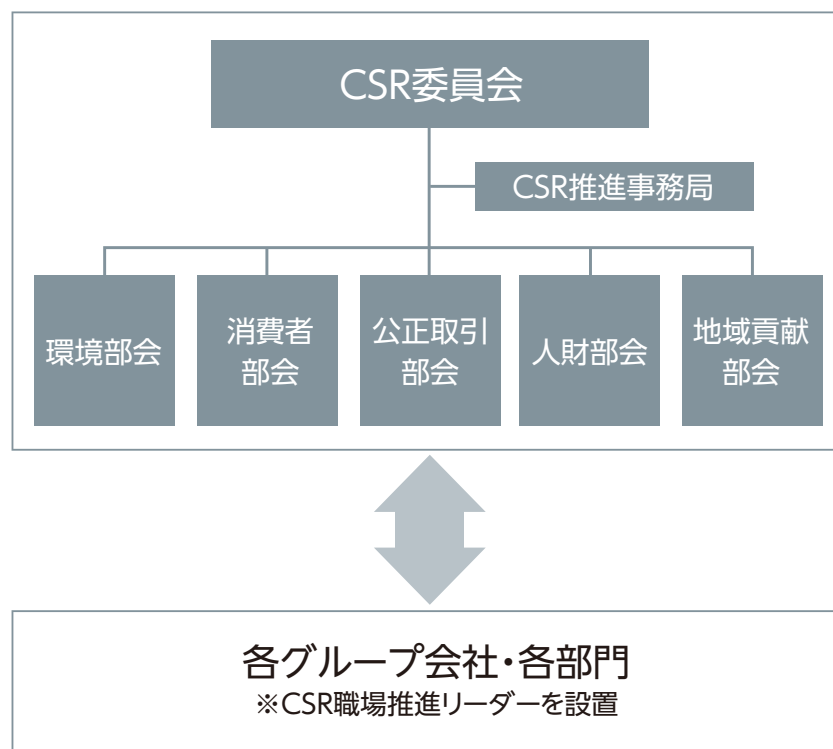 CSR委員会
CSR推進事務局
環境部会
消費者
部会
公正取引
部会
人財部会
地域貢献
部会
各グループ会社・各部門
※CSR職場推進リーダーを設置